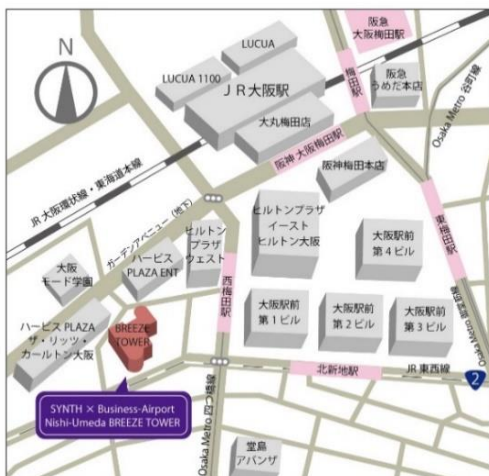 N
LUCUA
LUCUA 1100
JR大阪駅
大丸梅田店
阪急
大阪梅田駅
梅田駅
阪急
うめだ本店
Osaka Metro 谷町線
阪神 大阪梅田駅
阪神梅田本店
JR 大阪環状線・東海道本線
ガーデンアベニュー (地下)
ヒルトン
プラザ
ウェスト
ヒルトンプラザ
イースト
ヒルトン大阪
東梅田駅
大阪駅前
第4ビル
大阪
モード学園
ハービス
PLAZA ENT
西梅田駅
大阪駅前
第1ビル
大阪駅前
第2ビル
大阪駅前
第3ビル
ハービス PLAZA
ザ・リッツ・
カールトン大阪
BREEZE
TOWER
北新地駅
JR 東西線
Osaka Metro 御堂筋線
2
SYNTH × Business-Airport
Nishi-Umeda BREEZE TOWER
Osaka Metro 四つ橋線
堂島
アバンザ